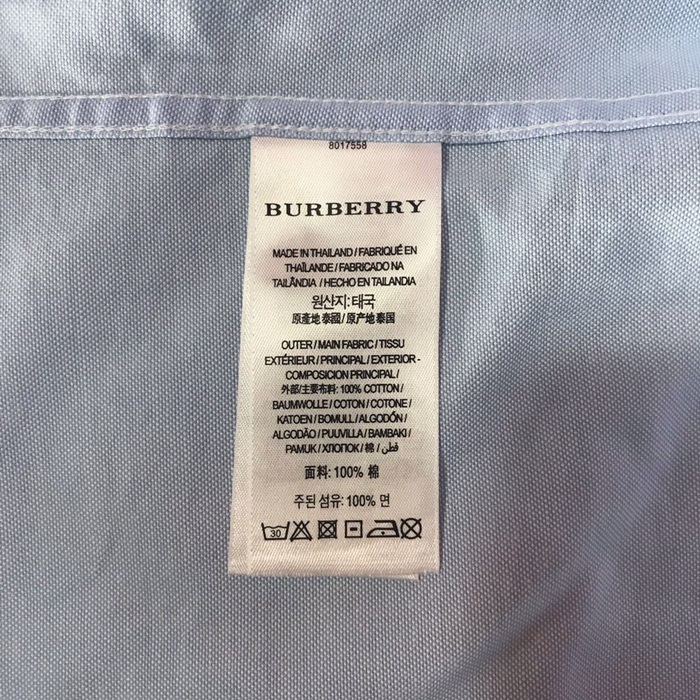 8017558
BURBERRY
MADE IN THAILAND / FABRIQUÉ EN
THAÏLANDE / FABRICADO NA
TAILÂNDIA / HECHO EN TAILANDIA
원산지: 태국
原產地 泰國 / 原产地 泰国
OUTER / MAIN FABRIC / TISSU
EXTÉRIEUR / PRINCIPAL / EXTERIOR -
COMPOSICION PRINCIPAL /
外部/主要布料: 100% COTTON /
BAUMWOLLE / COTON / COTONE /
KATOEN / BOMULL / ALGODÓN /
ALGODÃO / PUUVILLA / BAMBAKI /
PAMUK / ХЛОПОК / 棉 / قطن
面料: 100% 棉
주된 섬유: 100% 면
30